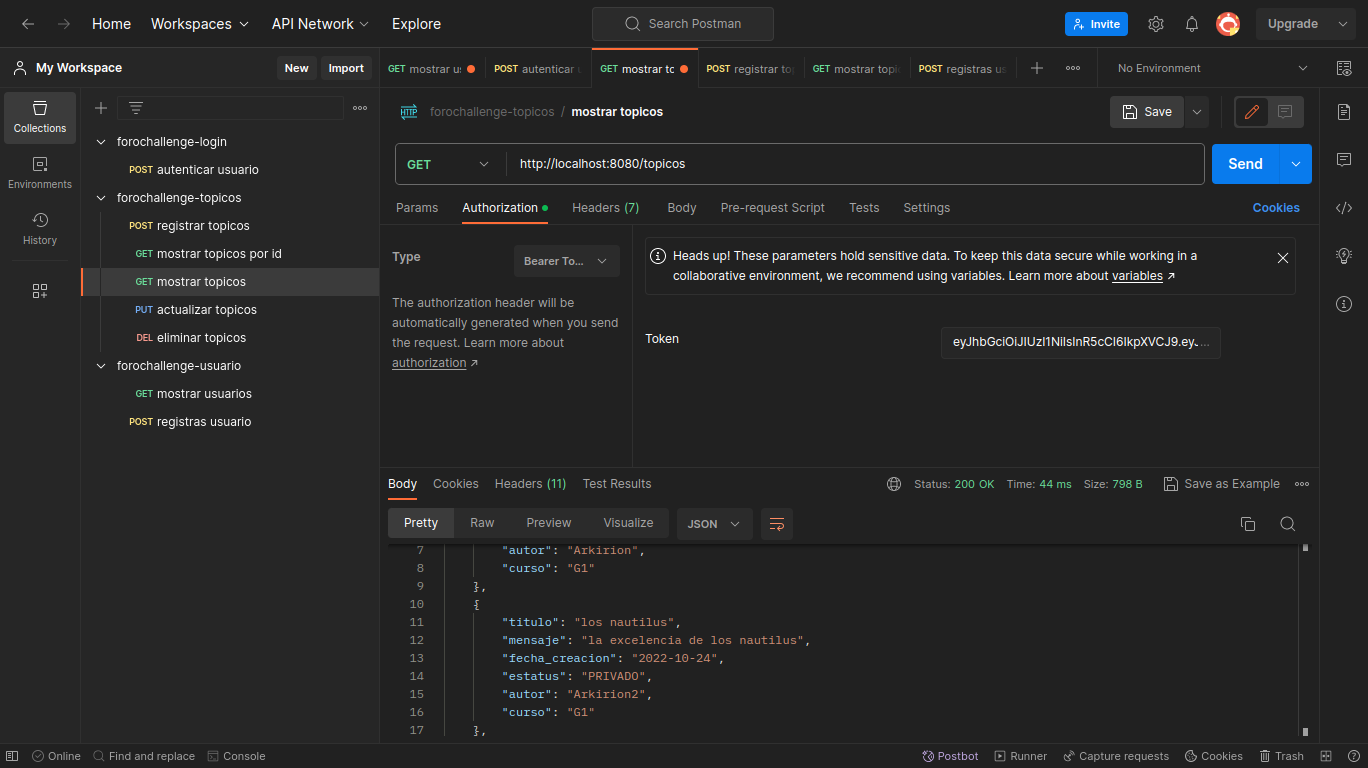 Home Workspaces API Network Explore Search Postman Invite Upgrade
My Workspace New Import
GET mostrar us POST autenticar u GET mostrar to POST registrar top GET mostrar topi POST registras us No Environment
Collections
Environments
History
forochallenge-login
POST autenticar usuario
forochallenge-topicos
POST registrar topicos
GET mostrar topicos por id
GET mostrar topicos
PUT actualizar topicos
DEL eliminar topicos
forochallenge-usuario
GET mostrar usuarios
POST registras usuario
HTTP forochallenge-topicos / mostrar topicos Save
GET http://localhost:8080/topicos Send
Params Authorization Headers (7) Body Pre-request Script Tests Settings Cookies
Type Bearer To...
The authorization header will be
automatically generated when you send
the request. Learn more about
authorization ↗
Heads up! These parameters hold sensitive data. To keep this data secure while working in a
collaborative environment, we recommend using variables. Learn more about variables ↗
Token eyJhbGciOiJIUzI1NiIsInR5cCI6IkpXVCJ9.ey...
Body Cookies Headers (11) Test Results Status: 200 OK Time: 44 ms Size: 798 B Save as Example
Pretty Raw Preview Visualize JSON
7 "autor": "Arkirion",
8 "curso": "G1"
9 },
10 {
11 "titulo": "los nautilus",
12 "mensaje": "la excelencia de los nautilus",
13 "fecha_creacion": "2022-10-24",
14 "estatus": "PRIVADO",
15 "autor": "Arkirion2",
16 "curso": "G1"
17 },
Online Find and replace Console Postbot Runner Capture requests Cookies Trash